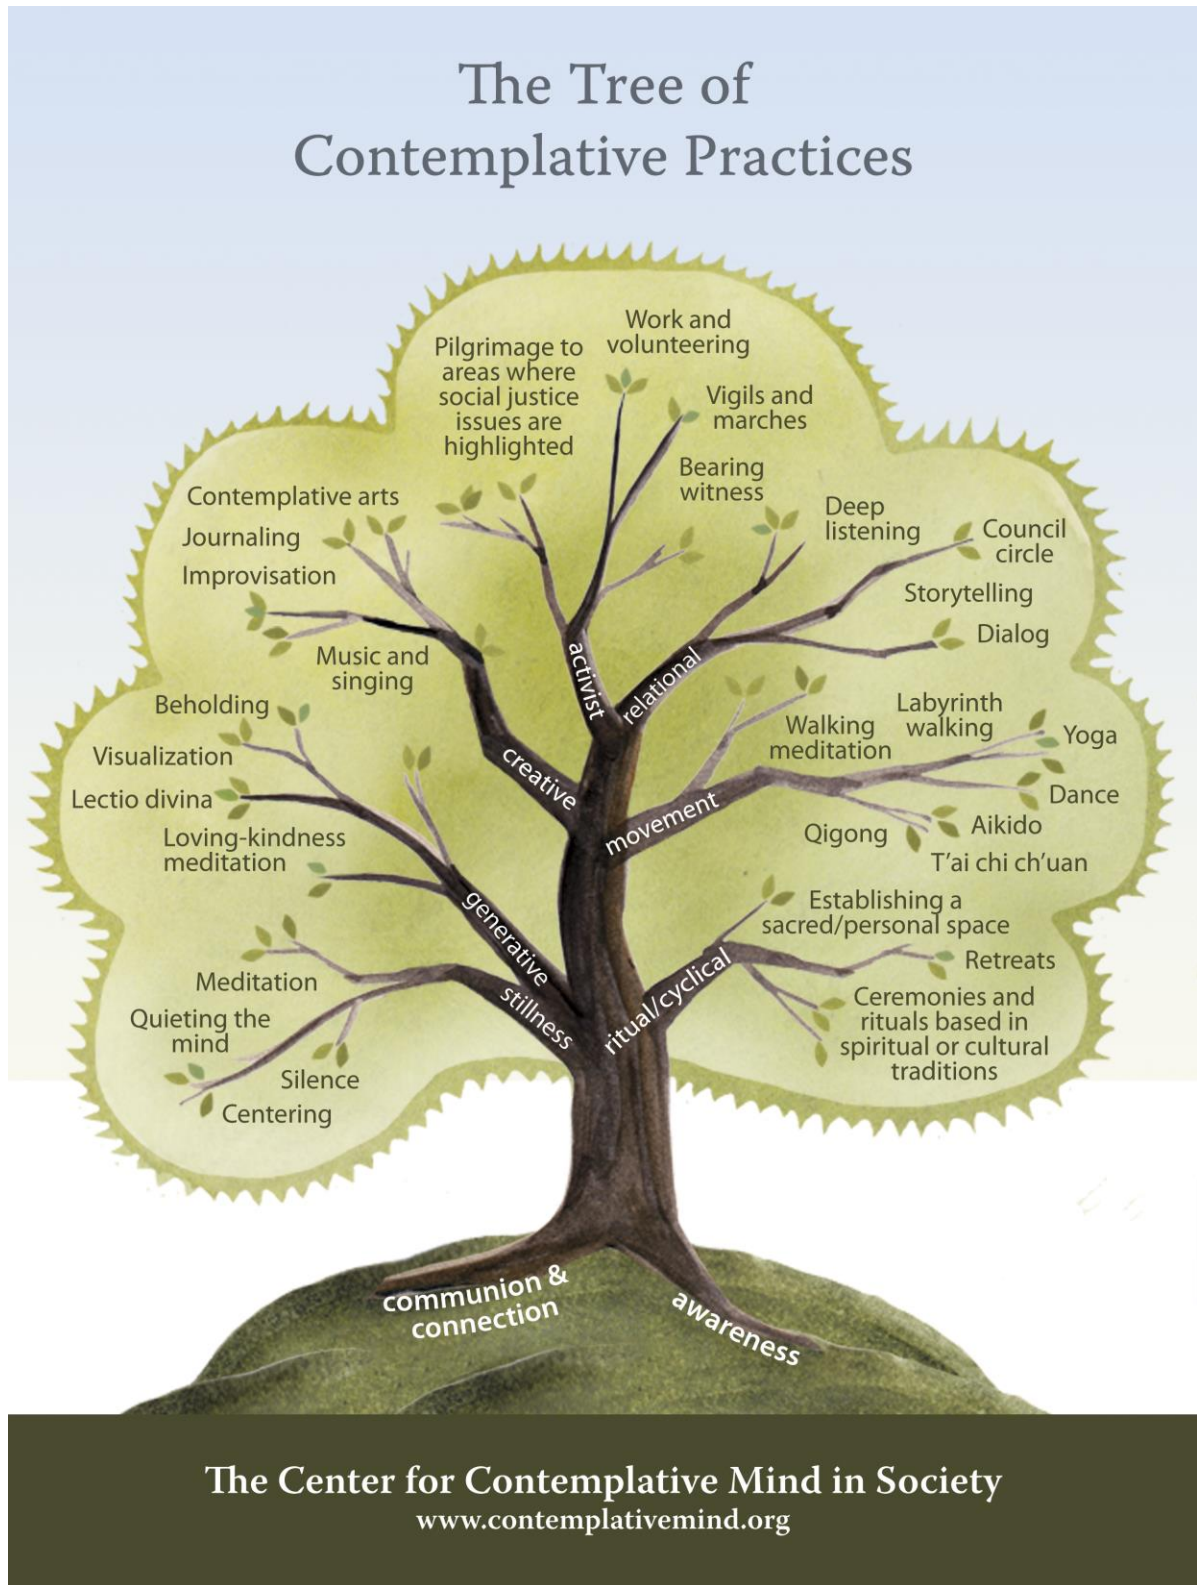 The Tree of
Contemplative Practices
Work and
volunteering
Pilgrimage to
areas where
social justice
issues are
highlighted
Vigils and
marches
Bearing
witness
Contemplative arts
Journaling
Improvisation
Music and
singing
Deep
listening
Council
circle
Storytelling
Dialog
activist
relational
Beholding
Visualization
Lectio divina
Loving-kindness
meditation
creative
movement
Walking
meditation
Labyrinth
walking
Yoga
Dance
Aikido
Qigong
T'ai chi ch'uan
generative
stillness
ritual/cyclical
Establishing a
sacred/personal space
Retreats
Ceremonies and
rituals based in
spiritual or cultural
traditions
Meditation
Quieting the
mind
Silence
Centering
communion &
connection
awareness
The Center for Contemplative Mind in Society
www.contemplativemind.org